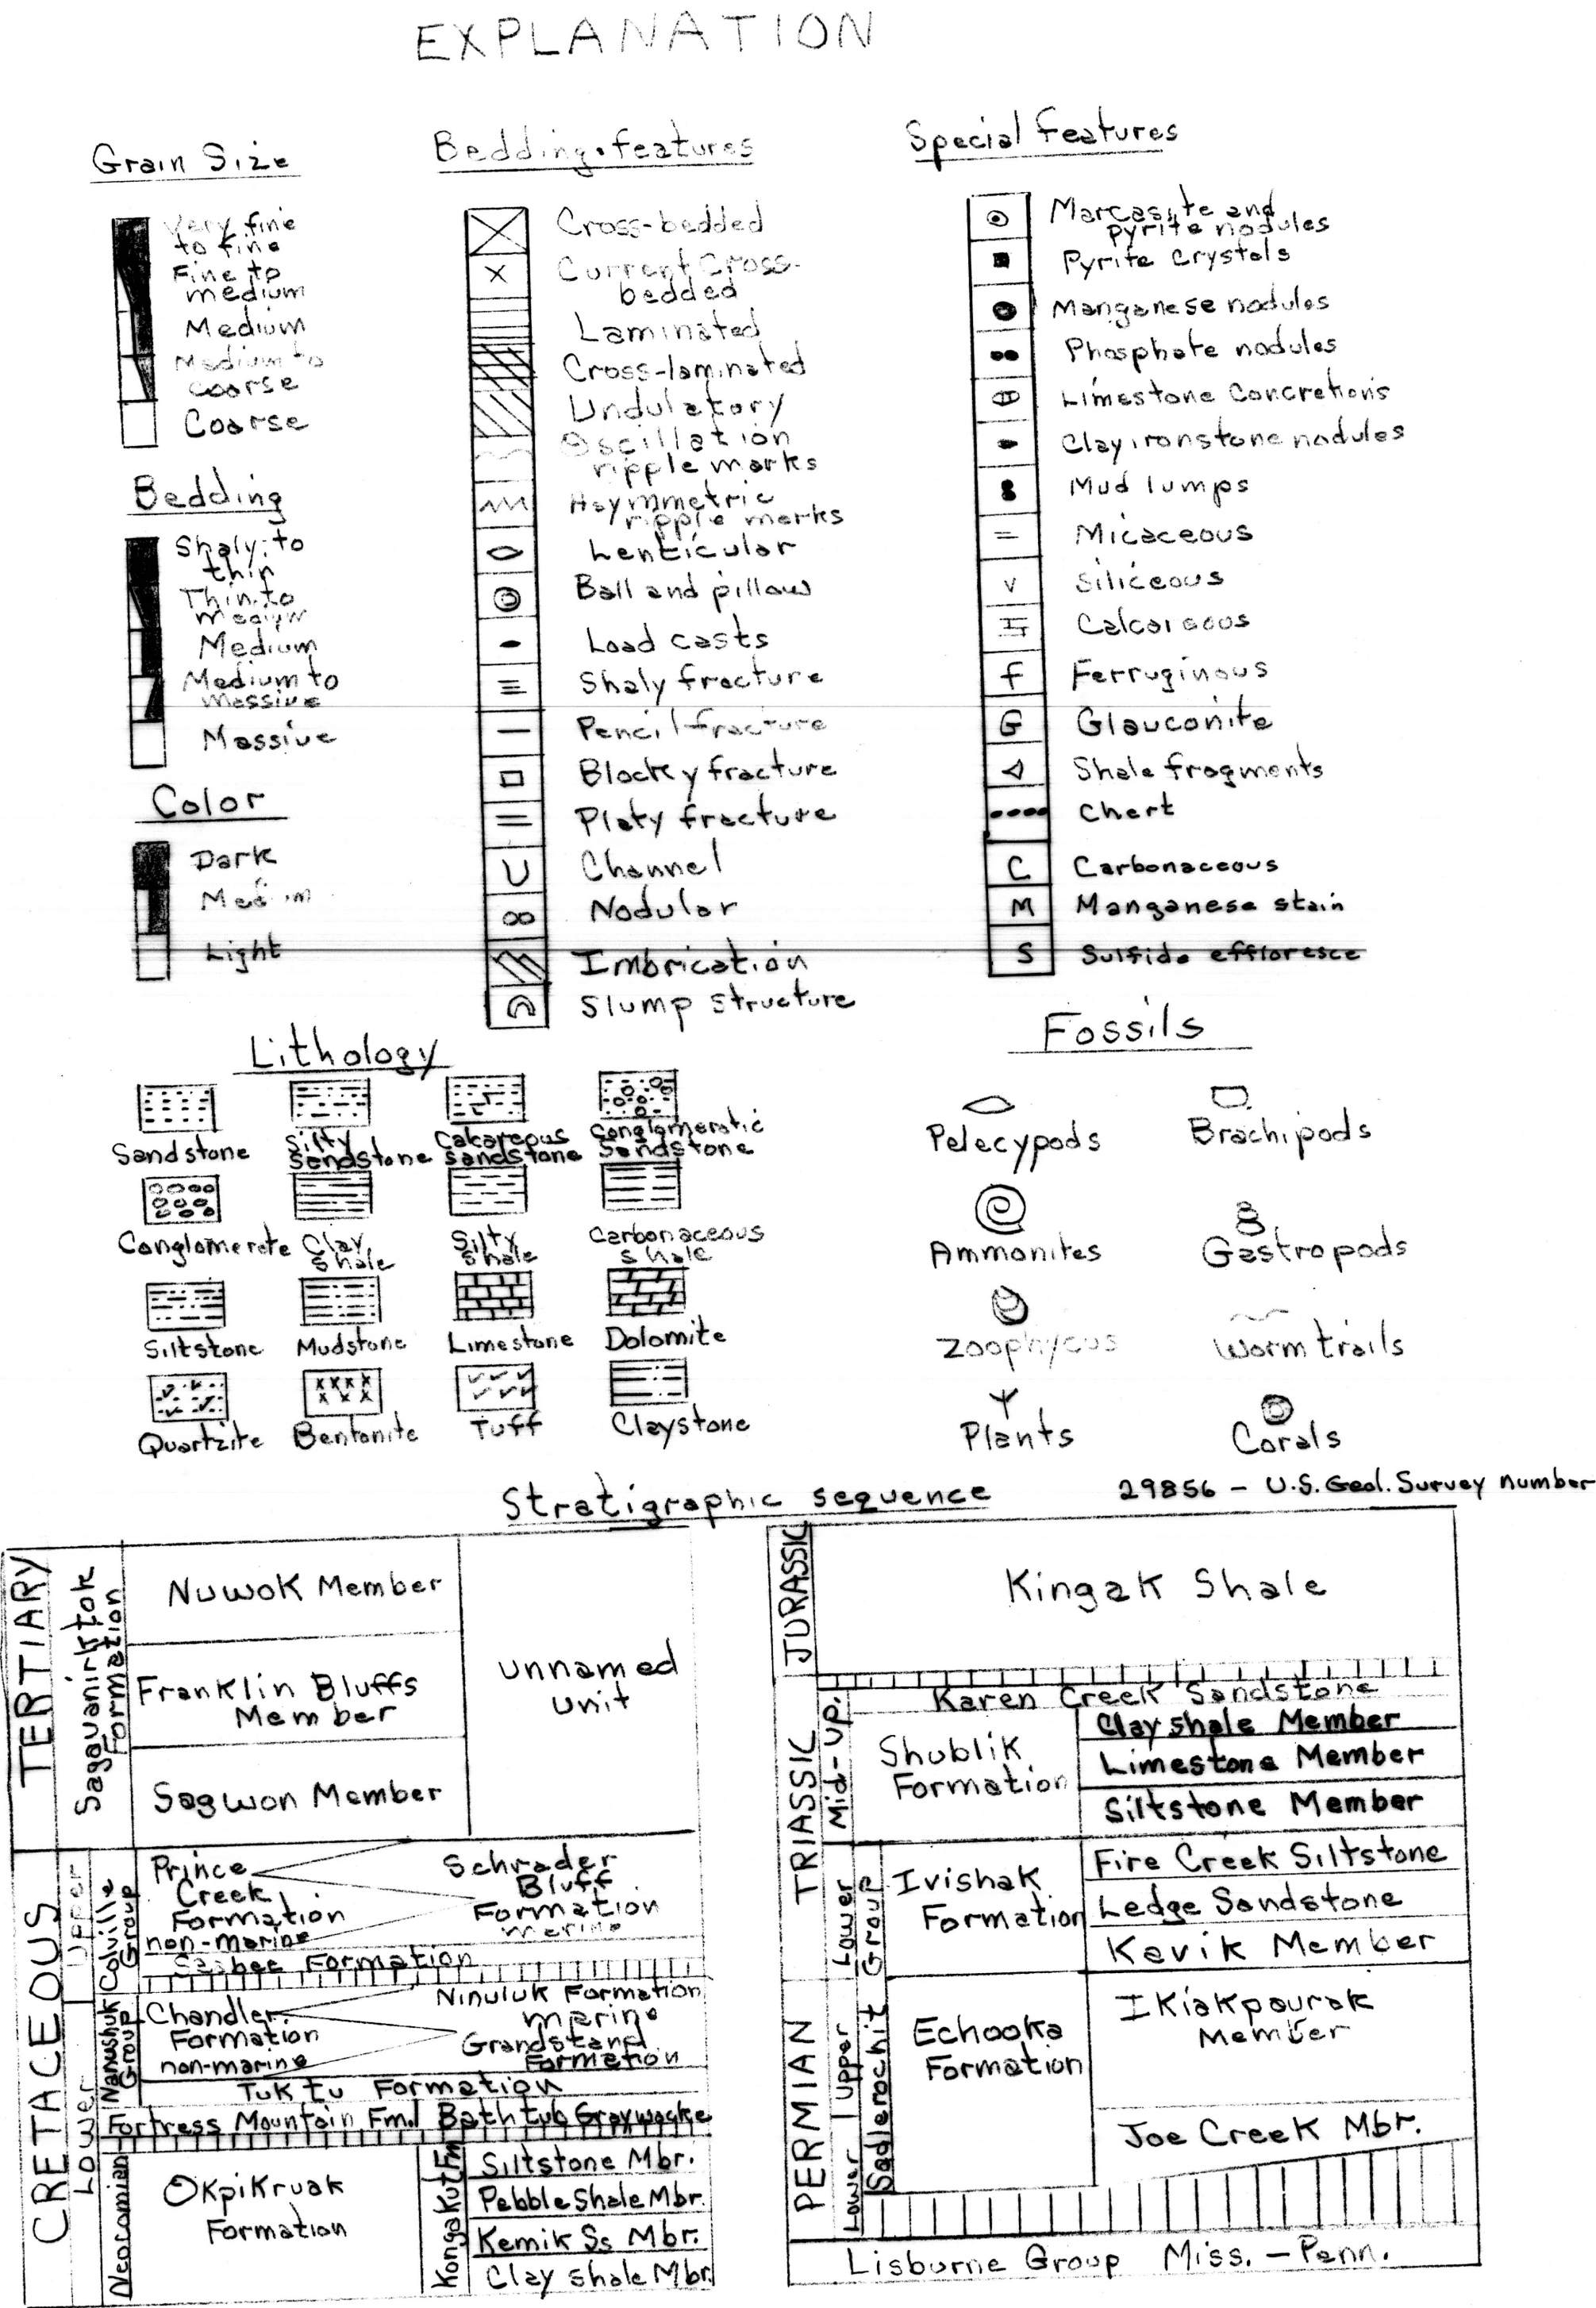 EXPLANATION
Grain Size
Very fine
to fine
Fine to
medium
Medium
Medium to
coarse
Coarse
Bedding
Shaly to
thin
Thin to
medium
Medium
Medium to
massive
Massive
Color
Dark
Medium
Light
Bedding features
Cross-bedded
Current Cross-
bedded
Laminated
Cross-laminated
Undulatory
Oscillation
ripple marks
Asymmetric
ripple marks
Lenticular
Ball and pillow
Load casts
Shaly fracture
Pencil fracture
Blocky fracture
Platy fracture
Channel
Nodular
Imbrication
Slump structure
Special features
Marcasite and
pyrite nodules
Pyrite crystals
Manganese nodules
Phosphate nodules
Limestone Concretions
Clay ironstone nodules
Mud lumps
Micaceous
V Siliceous
Calcareous
f Ferruginous
G Glauconite
Shale fragments
Chert
C Carbonaceous
M Manganese stain
S Sulfide effloresce
Lithology
Sandstone
Silty
Sandstone
Calcareous
Sandstone
Conglomeratic
Sandstone
Conglomerate
Clay
Shale
Silty
Shale
Carbonaceous
Shale
Siltstone
Mudstone
Limestone
Dolomite
Quartzite
Bentonite
Tuff
Claystone
Fossils
Pelecypods
Brachipods
Ammonites
Gastropods
Zoophycus
Worm trails
Plants
Corals
Stratigraphic sequence
29856 - U.S. Geol. Survey number
TERTIARY
Sagavanirktok
Formation
Nuwok Member
Franklin Bluffs
Member
Sagwon Member
unnamed
unit
CRETACEOUS
Upper
Colville
Group
Prince
Creek
Formation
non-marine
Schrader
Bluff
Formation
marine
Seabee Formation
Lower
Nanushuk
Group
Chandler
Formation
non-marine
Ninuluk Formation
marine
Grandstand
Formation
Tuktu Formation
Fortress Mountain Fm. Bathtub Graywacke
Neocomian
Okpikruak
Formation
Kongakut Fm
Siltstone Mbr.
Pebble Shale Mbr.
Kemik Ss Mbr.
Clay shale Mbr.
JURASSIC
Kingak Shale
TRIASSIC
Mid-Up.
Karen Creek Sandstone
Shublik
Formation
Clay shale Member
Limestone Member
Siltstone Member
Lower
Sadlerochit Group
Ivishak
Formation
Fire Creek Siltstone
Ledge Sandstone
Kavik Member
PERMIAN
Lower Upper
Echooka
Formation
Ikiakpaurak
Member
Joe Creek Mbr.
Lisburne Group Miss. - Penn.